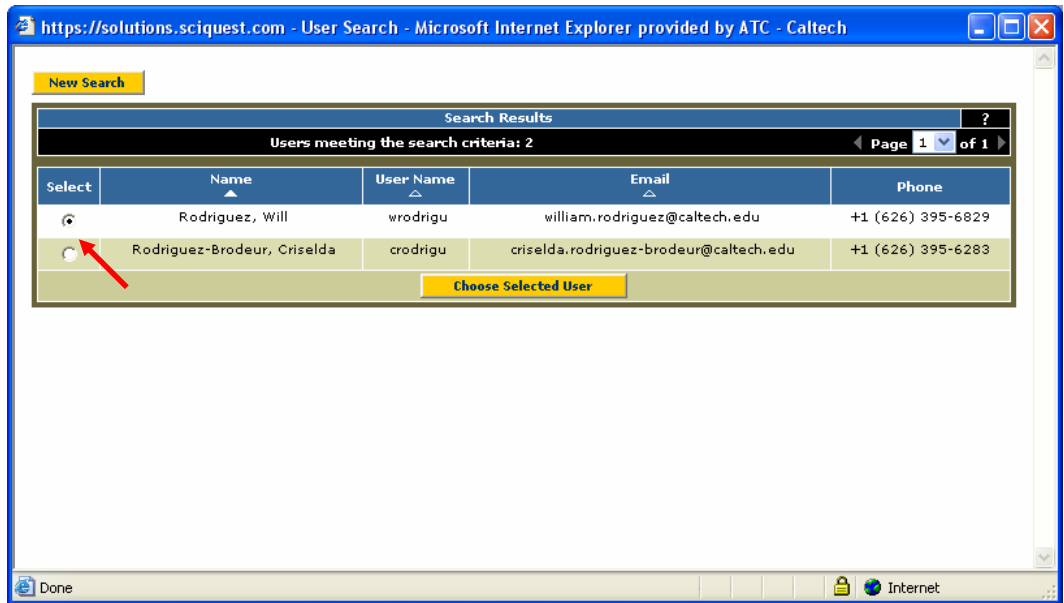 https://solutions.sciquest.com - User Search - Microsoft Internet Explorer provided by ATC - Caltech
New Search
Search Results ?
Users meeting the search criteria: 2 Page 1 of 1
Select Name User Name Email Phone
Rodriguez, Will wrodrigu william.rodriguez@caltech.edu +1 (626) 395-6829
Rodriguez-Brodeur, Criselda crodrigu criselda.rodriguez-brodeur@caltech.edu +1 (626) 395-6283
Choose Selected User
Done Internet